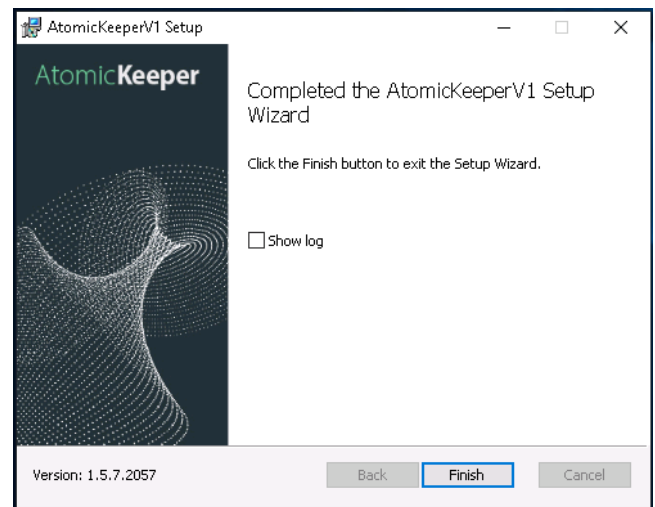 AtomicKeeperV1 Setup
AtomicKeeper
Completed the AtomicKeeperV1 Setup
Wizard
Click the Finish button to exit the Setup Wizard.
Show log
Version: 1.5.7.2057
Back
Finish
Cancel